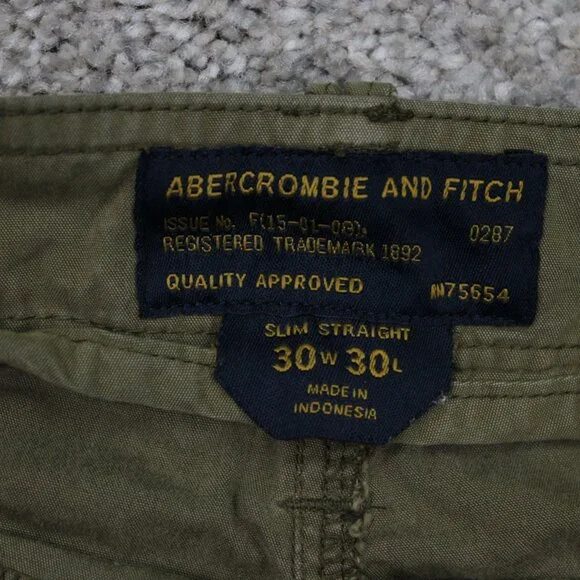 ABERCROMBIE AND FITCH
ISSUE No. F(15-01-08)
0287
REGISTERED TRADEMARK 1892
QUALITY APPROVED
RN75654
SLIM STRAIGHT
30W 30L
MADE IN
INDONESIA